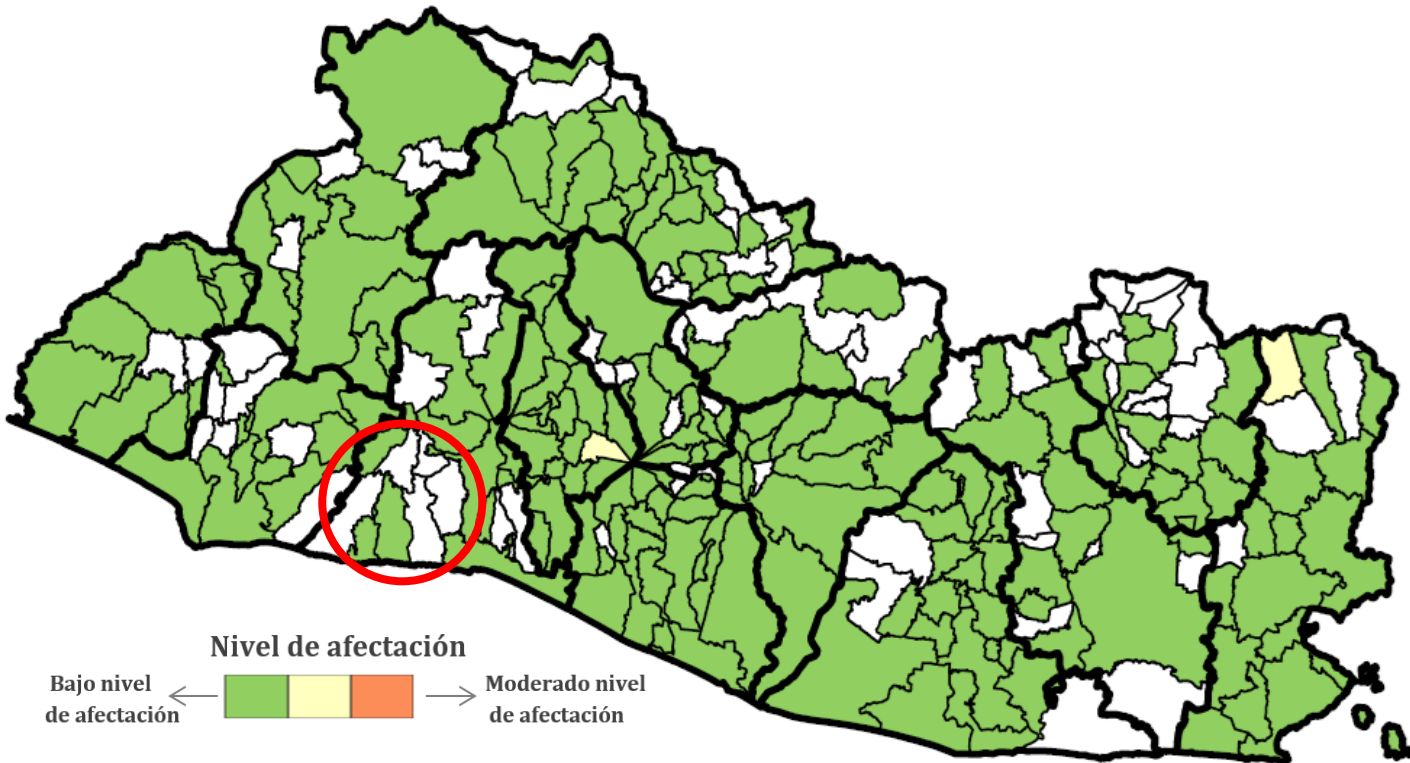 Nivel de afectación
Bajo nivel
de afectación
Moderado nivel
de afectación